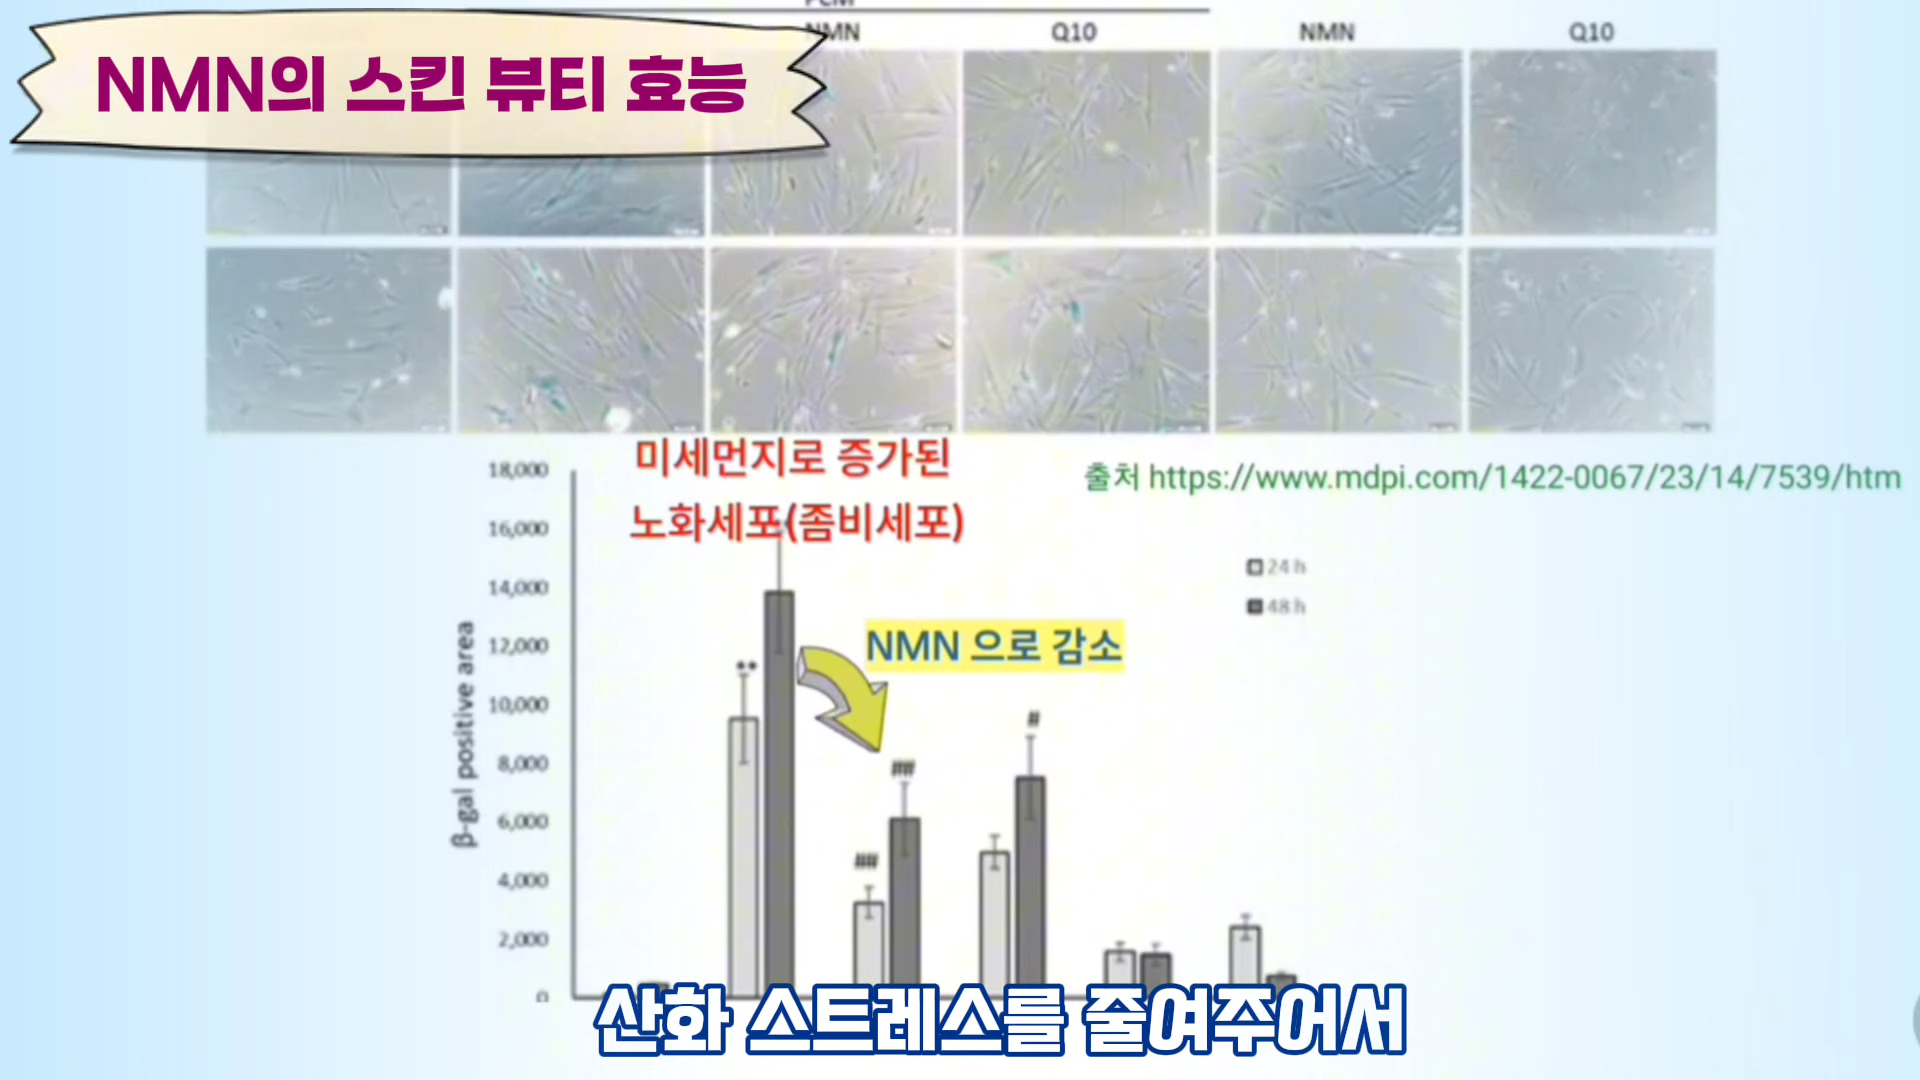 NMN
Q10
NMN
Q10
NMN의 스킨 뷰티 효능
미세먼지로 증가된
노화세포(좀비세포)
출처 https://www.mdpi.com/1422-0067/23/14/7539/htm
NMN 으로 감소
24 h
48 h
β-gal positive area
18,000
16,000
14,000
12,000
10,000
8,000
6,000
4,000
2,000
0
**
##
##
#
산화 스트레스를 줄여주어서